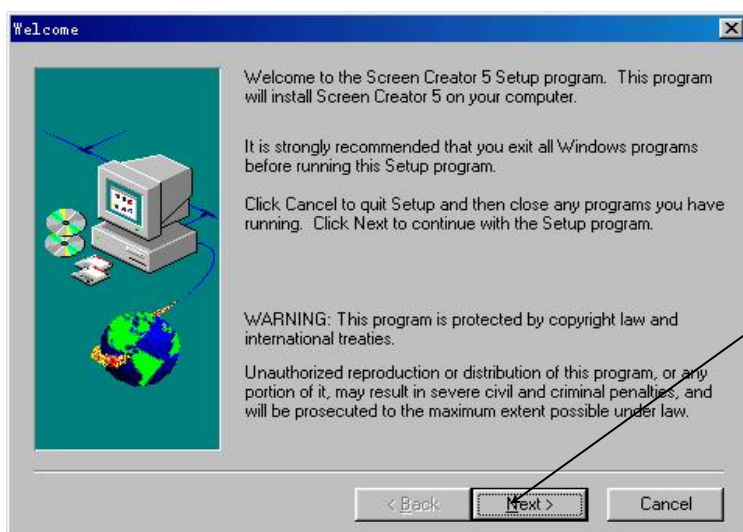 Welcome
Welcome to the Screen Creator 5 Setup program. This program
will install Screen Creator 5 on your computer.
It is strongly recommended that you exit all Windows programs
before running this Setup program.
Click Cancel to quit Setup and then close any programs you have
running. Click Next to continue with the Setup program.
WARNING: This program is protected by copyright law and
international treaties.
Unauthorized reproduction or distribution of this program, or any
portion of it, may result in severe civil and criminal penalties, and
will be prosecuted to the maximum extent possible under law.
< Back Next > Cancel